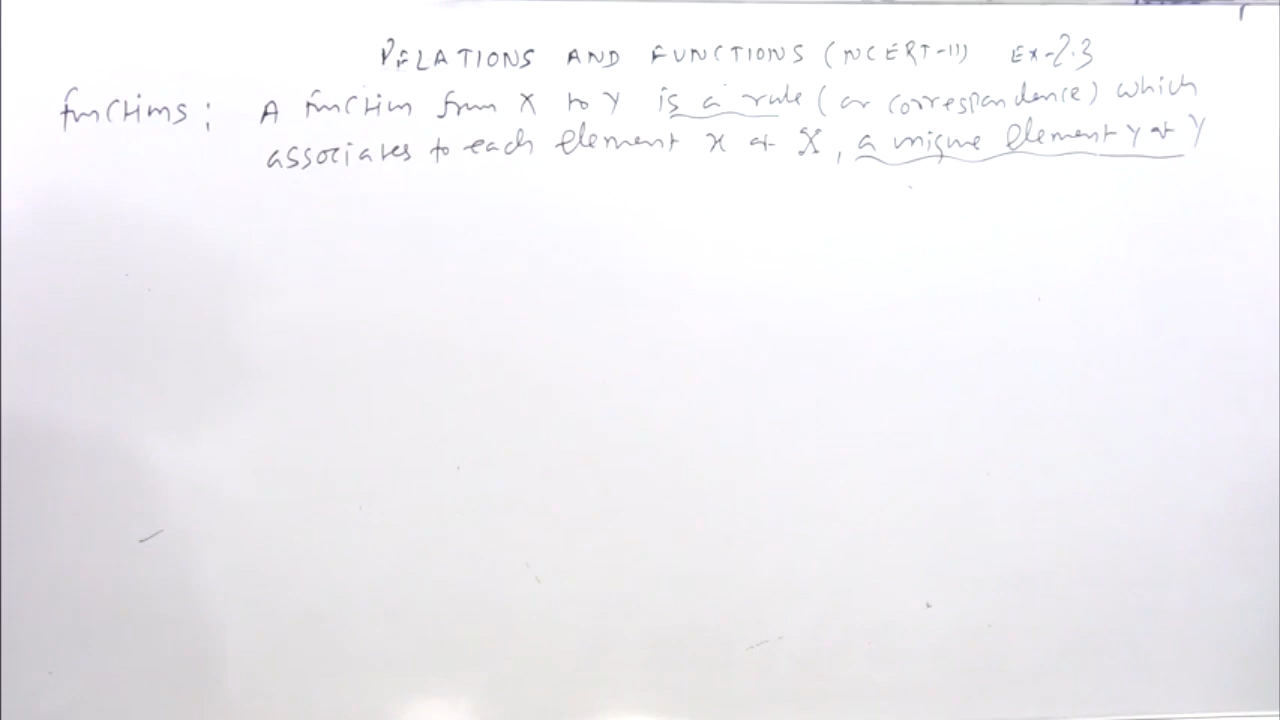 RELATIONS AND FUNCTIONS (NCERT-11) EX-2.3
functions: A function from X to Y is a rule (or correspondance) which
associates to each element x of X, a unique element y of Y